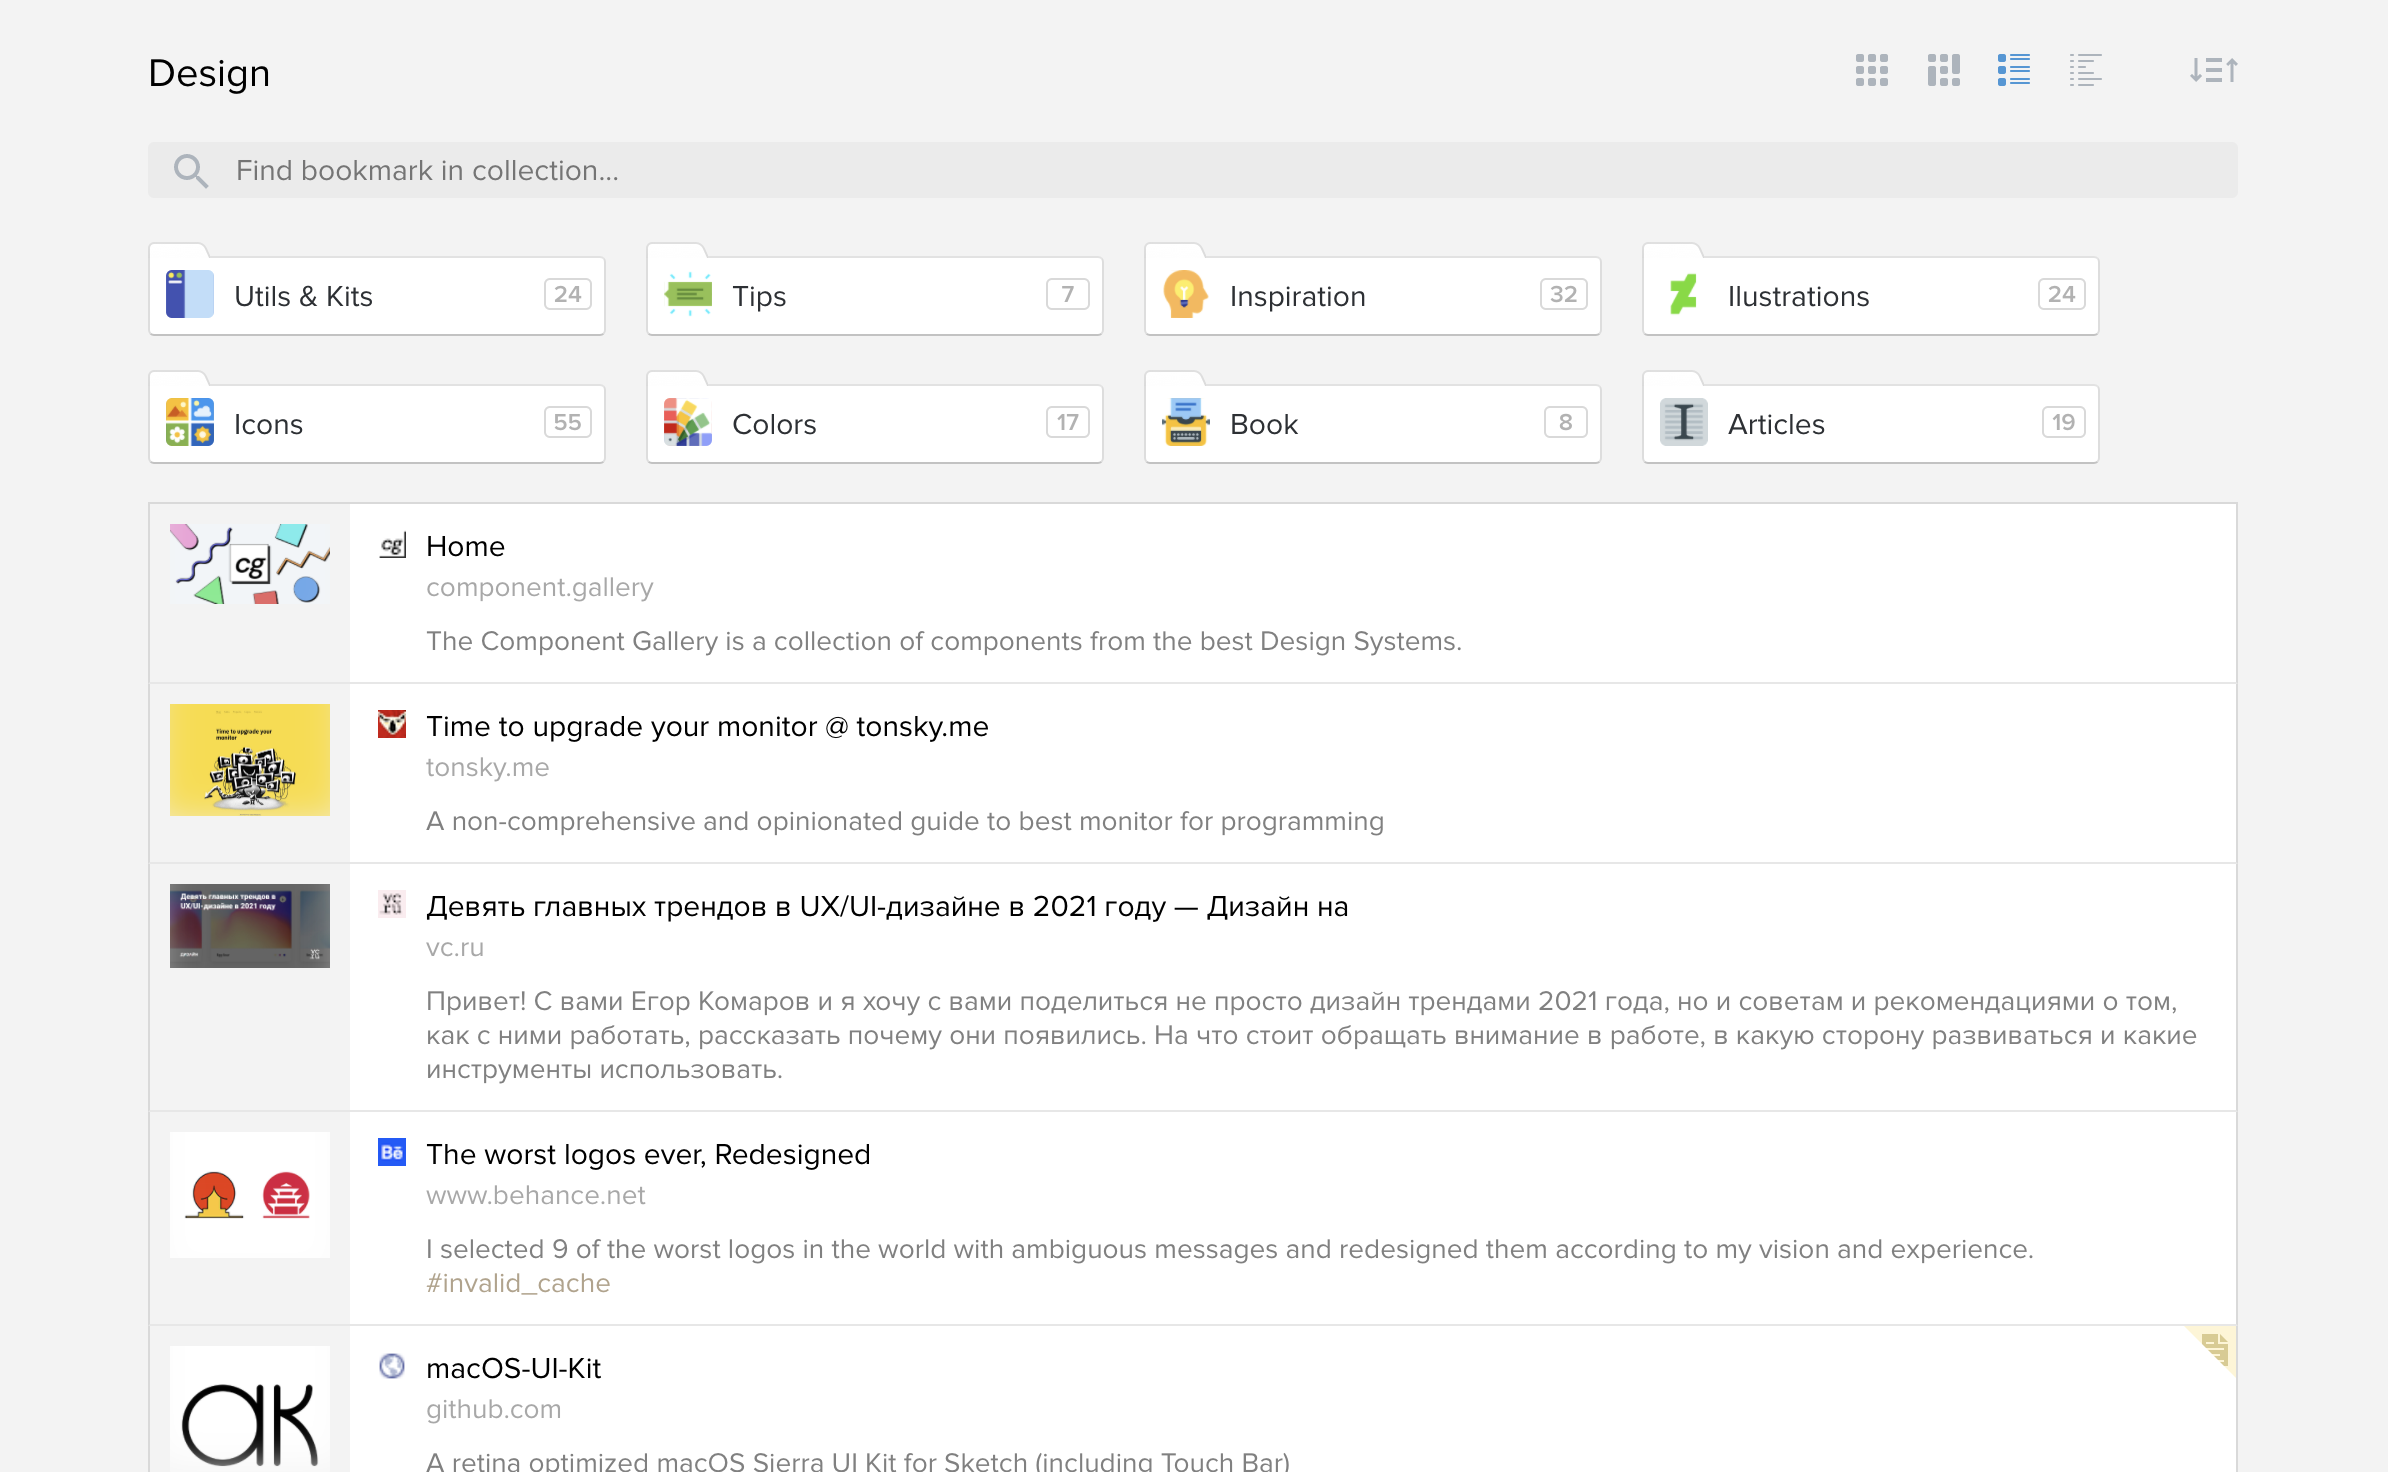 Design
Find bookmark in collection...
Utils & Kits 24
Tips 7
Inspiration 32
Ilustrations 24
Icons 55
Colors 17
Book 8
Articles 19
cg
cg Home
component.gallery
The Component Gallery is a collection of components from the best Design Systems.
Time to upgrade your
monitor
Time to upgrade your monitor @ tonsky.me
tonsky.me
A non-comprehensive and opinionated guide to best monitor for programming
Девять главных трендов в
UX/UI-дизайне в 2021 году
vc
ru
Девять главных трендов в UX/UI-дизайне в 2021 году — Дизайн на
vc.ru
Привет! С вами Егор Комаров и я хочу с вами поделиться не просто дизайн трендами 2021 года, но и советам и рекомендациями о том,
как с ними работать, рассказать почему они появились. На что стоит обращать внимание в работе, в какую сторону развиваться и какие
инструменты использовать.
Bē The worst logos ever, Redesigned
www.behance.net
I selected 9 of the worst logos in the world with ambiguous messages and redesigned them according to my vision and experience.
#invalid_cache
ak
macOS-UI-Kit
github.com
A retina optimized macOS Sierra UI Kit for Sketch (including Touch Bar)